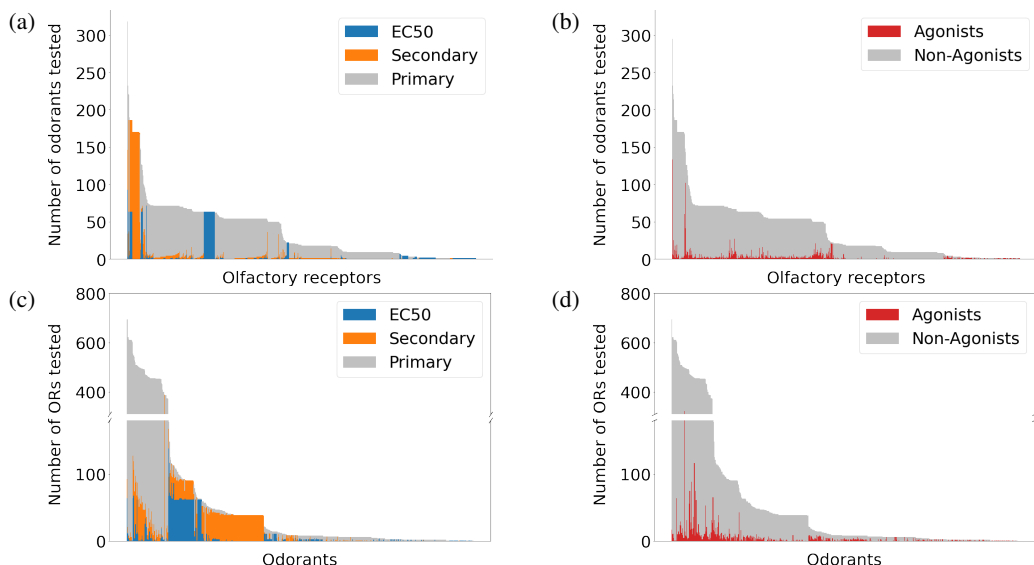 (a)
Number of odorants tested
300
250
200
150
100
50
0
EC50
Secondary
Primary
Olfactory receptors
(b)
Number of odorants tested
300
250
200
150
100
50
0
Agonists
Non-Agonists
Olfactory receptors
(c)
Number of ORs tested
800
600
400
100
0
EC50
Secondary
Primary
Odorants
(d)
Number of ORs tested
800
600
400
100
0
Agonists
Non-Agonists
Odorants